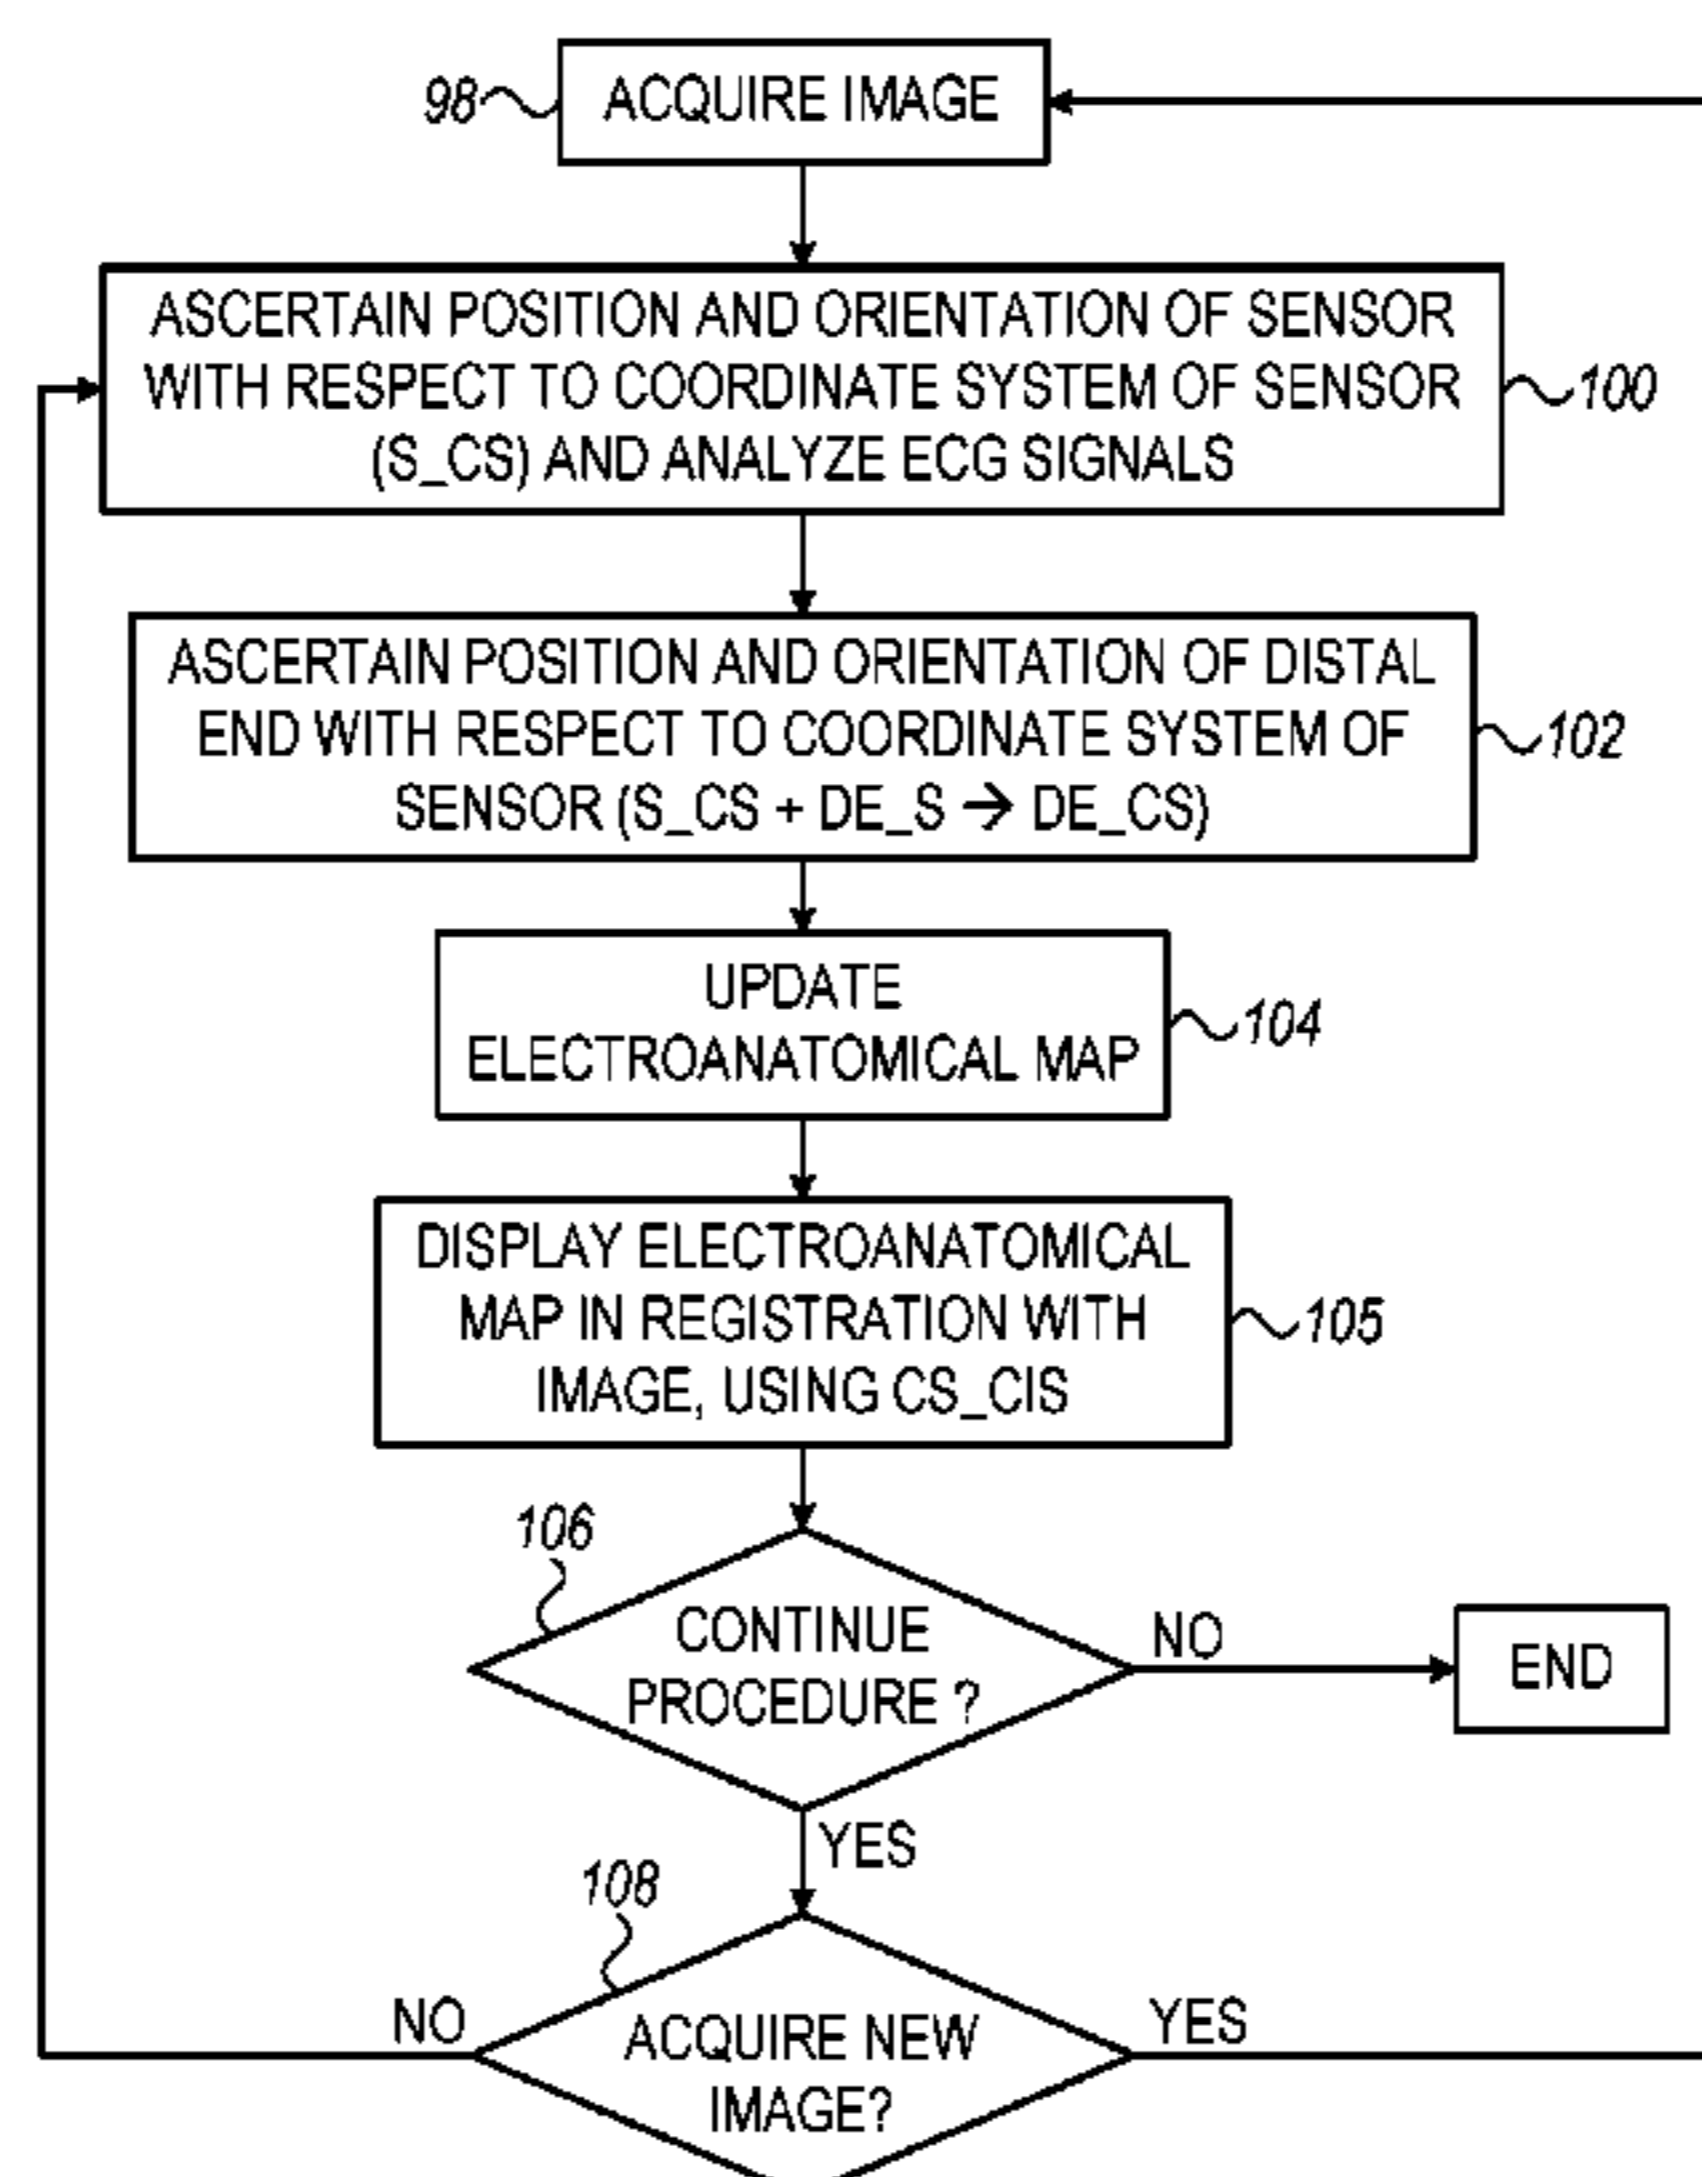 98
ACQUIRE IMAGE
ASCERTAIN POSITION AND ORIENTATION OF SENSOR
WITH RESPECT TO COORDINATE SYSTEM OF SENSOR
(S_CS) AND ANALYZE ECG SIGNALS
100
ASCERTAIN POSITION AND ORIENTATION OF DISTAL
END WITH RESPECT TO COORDINATE SYSTEM OF
SENSOR (S_CS + DE_S → DE_CS)
102
UPDATE
ELECTROANATOMICAL MAP
104
DISPLAY ELECTROANATOMICAL
MAP IN REGISTRATION WITH
IMAGE, USING CS_CIS
105
106
CONTINUE
PROCEDURE ?
NO
END
YES
108
NO
ACQUIRE NEW
IMAGE?
YES